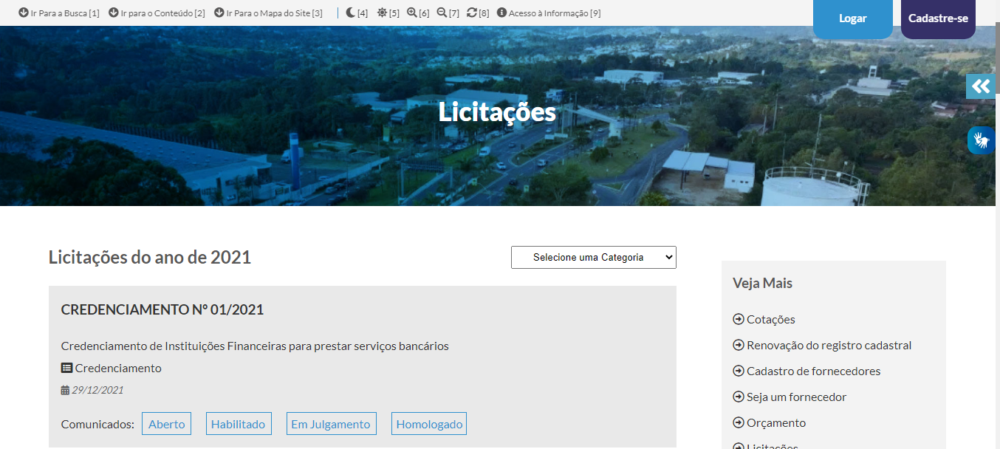 Ir Para a Busca [1] Ir para o Conteúdo [2] Ir Para o Mapa do Site [3] [4] [5] [6] [7] [8] Acesso à Informação [9]
Logar
Cadastre-se
Licitações
Licitações do ano de 2021
Selecione uma Categoria
CREDENCIAMENTO Nº 01/2021
Credenciamento de Instituições Financeiras para prestar serviços bancários
Credenciamento
29/12/2021
Comunicados: Aberto Habilitado Em Julgamento Homologado
Veja Mais
Cotações
Renovação do registro cadastral
Cadastro de fornecedores
Seja um fornecedor
Orçamento
Licitações